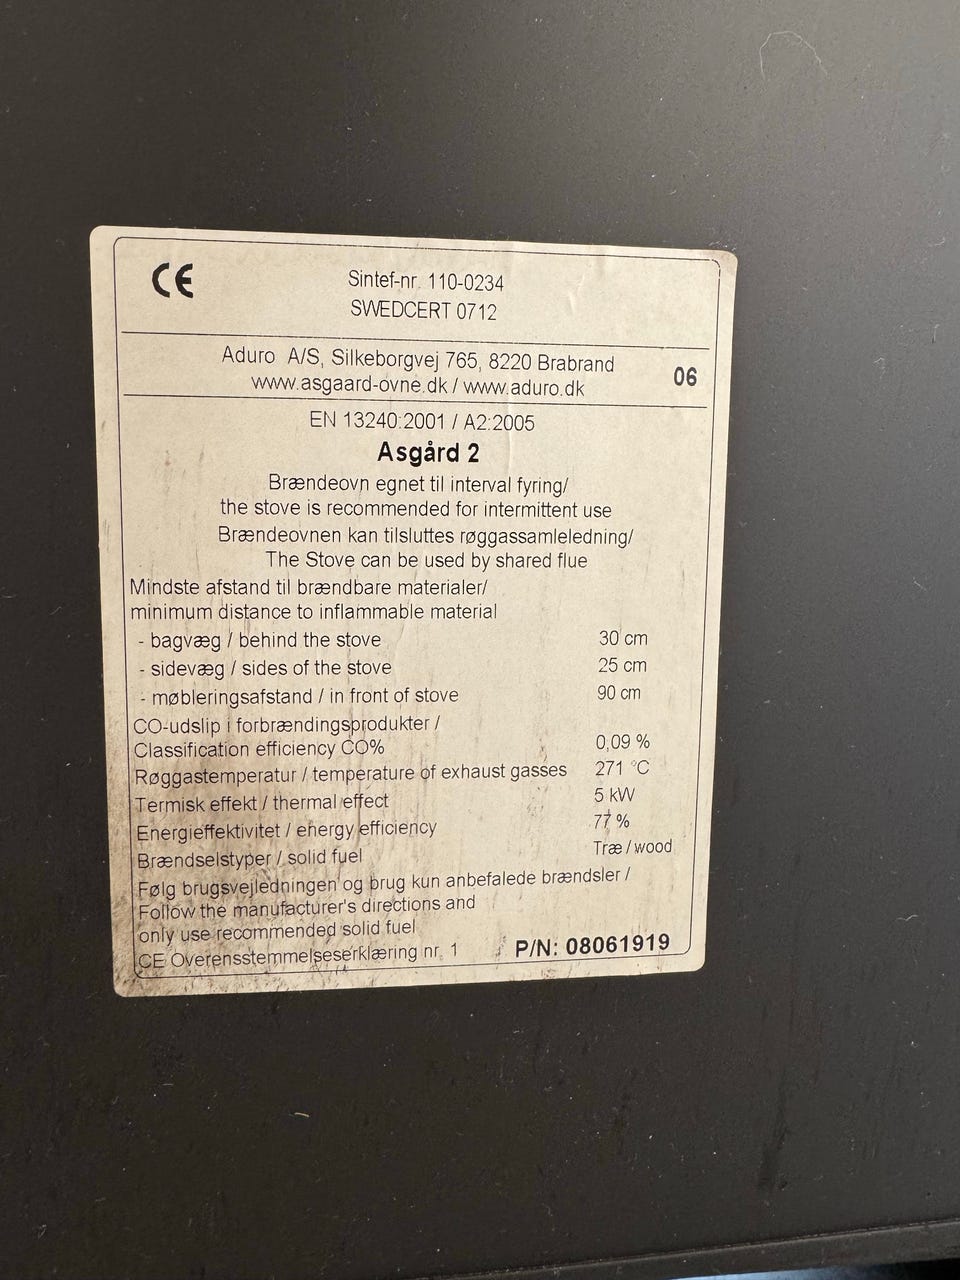 CE
Sintef-nr. 110-0234
SWEDCERT 0712
Aduro A/S, Silkeborgvej 765, 8220 Brabrand
www.asgaard-ovne.dk / www.aduro.dk
06
EN 13240:2001 / A2:2005
Asgård 2
Brændeovn egnet til interval fyring/
the stove is recommended for intermittent use
Brændeovnen kan tilsluttes røggassamleledning/
The Stove can be used by shared flue
Mindste afstand til brændbare materialer/
minimum distance to inflammable material
- bagvæg / behind the stove 30 cm
- sidevæg / sides of the stove 25 cm
- møbleringsafstand / in front of stove 90 cm
CO-udslip i forbrændingsprodukter /
Classification efficiency CO% 0,09 %
Røggastemperatur / temperature of exhaust gasses 271 °C
Termisk effekt / thermal effect 5 kW
Energieffektivitet / energy efficiency 77 %
Brændselstyper / solid fuel Træ / wood
Følg brugsvejledningen og brug kun anbefalede brændsler /
Follow the manufacturer's directions and
only use recommended solid fuel
CE Overensstemmelseserklæring nr. 1 P/N: 08061919